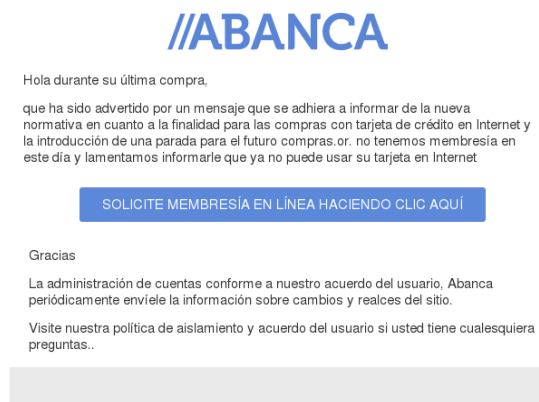 //ABANCA
Hola durante su última compra,
que ha sido advertido por un mensaje que se adhiera a informar de la nueva
normativa en cuanto a la finalidad para las compras con tarjeta de crédito en Internet y
la introducción de una parada para el futuro compras.or. no tenemos membresía en
este día y lamentamos informarle que ya no puede usar su tarjeta en Internet
SOLICITE MEMBRESÍA EN LÍNEA HACIENDO CLIC AQUÍ
Gracias
La administración de cuentas conforme a nuestro acuerdo del usuario, Abanca
periódicamente envíele la información sobre cambios y realces del sitio.
Visite nuestra política de aislamiento y acuerdo del usuario si usted tiene cualesquiera
preguntas..